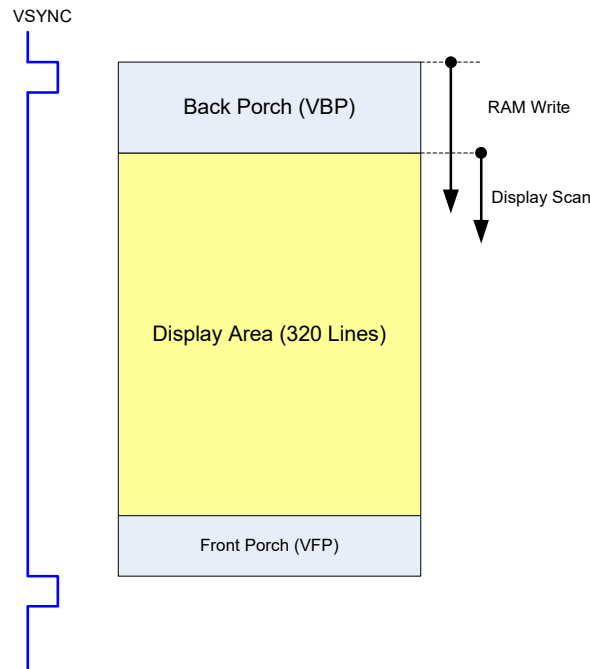 VSYNC
Back Porch (VBP)
RAM Write
Display Scan
Display Area (320 Lines)
Front Porch (VFP)